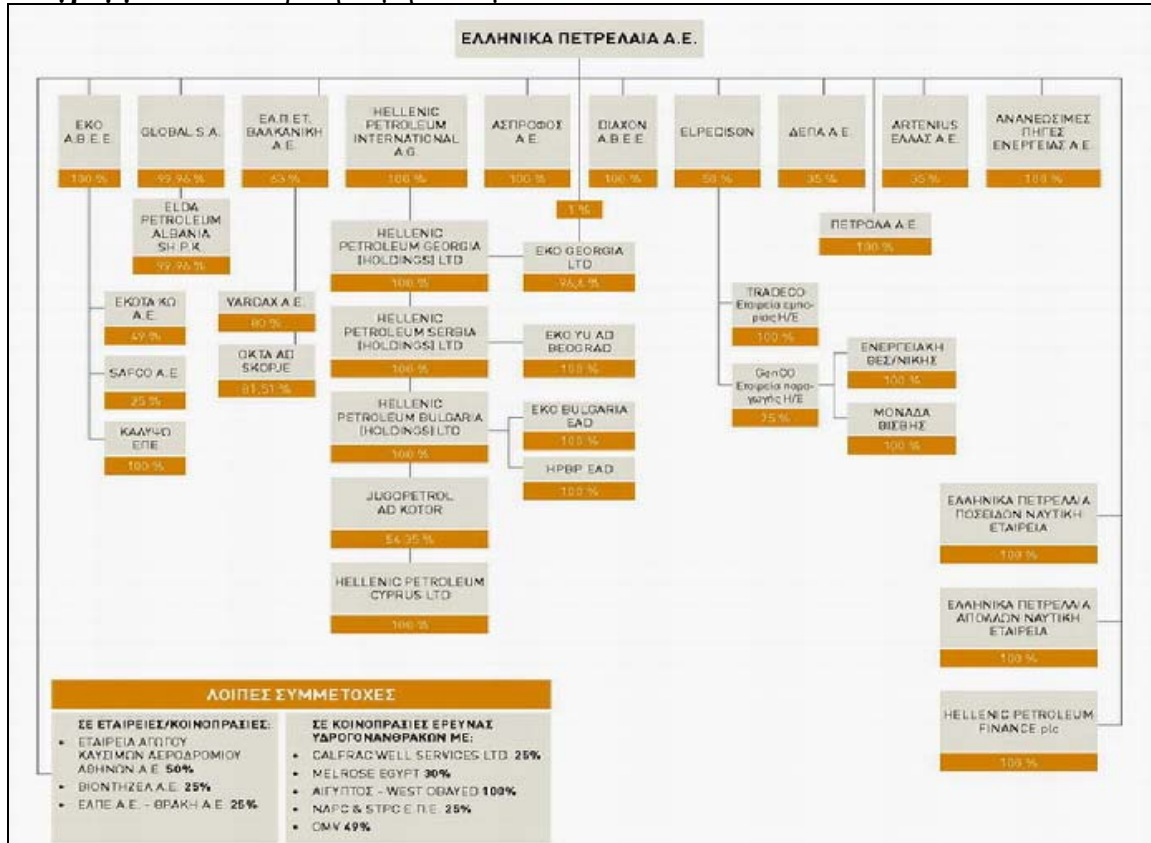 ΕΛΛΗΝΙΚΑ ΠΕΤΡΕΛΑΙΑ Α.Ε.
ΕΚΟ
Α.Β.Ε.Ε.
100 %
GLOBAL S.A.
99,96 %
ΕΛ.Π.ΕΤ.
ΒΑΛΚΑΝΙΚΗ
Α.Ε.
63 %
HELLENIC
PETROLEUM
INTERNATIONAL
A.G.
100 %
ΑΣΠΡΟΦΟΣ
Α.Ε.
100 %
DIAXON
Α.Β.Ε.Ε.
100 %
ELPEDISON
50 %
ΔΕΠΑ Α.Ε.
35 %
ARTENIUS
ΕΛΛΑΣ Α.Ε.
35 %
ΑΝΑΝΕΩΣΙΜΕΣ
ΠΗΓΕΣ
ΕΝΕΡΓΕΙΑΣ Α.Ε.
100 %
ELDA
PETROLEUM
ALBANIA
SH.P.K.
99,96 %
ΕΚΟΤΑ ΚΩ
Α.Ε.
49 %
SAFCO A.E.
25 %
ΚΑΛΥΨΩ
ΕΠΕ
100 %
VARDAX A.E.
80 %
OKTA AD
SKOPJE
81,51 %
HELLENIC
PETROLEUM GEORGIA
(HOLDINGS) LTD
100 %
HELLENIC
PETROLEUM SERBIA
(HOLDINGS) LTD
100 %
HELLENIC
PETROLEUM BULGARIA
(HOLDINGS) LTD
100 %
JUGOPETROL
AD KOTOR
54,35 %
HELLENIC PETROLEUM
CYPRUS LTD
100 %
1 %
EKO GEORGIA
LTD
96,6 %
EKO YU AD
BEOGRAD
100 %
EKO BULGARIA
EAD
100 %
HPBP EAD
100 %
ΠΕΤΡΟΛΑ Α.Ε.
100 %
TRADECO
Εταιρεία εμπο-
ρίας Η/Ε
100 %
GenCO
Εταιρεία παρα-
γωγής Η/Ε
75 %
ΕΝΕΡΓΕΙΑΚΗ
ΘΕΣ/ΝΙΚΗΣ
100 %
ΜΟΝΑΔΑ
ΘΙΣΒΗΣ
100 %
ΕΛΛΗΝΙΚΑ ΠΕΤΡΕΛΑΙΑ
ΠΟΣΕΙΔΩΝ ΝΑΥΤΙΚΗ
ΕΤΑΙΡΕΙΑ
100 %
ΕΛΛΗΝΙΚΑ ΠΕΤΡΕΛΑΙΑ
ΑΠΟΛΛΩΝ ΝΑΥΤΙΚΗ
ΕΤΑΙΡΕΙΑ
100 %
HELLENIC PETROLEUM
FINANCE plc
100 %
ΛΟΙΠΕΣ ΣΥΜΜΕΤΟΧΕΣ
ΣΕ ΕΤΑΙΡΕΙΕΣ/ΚΟΙΝΟΠΡΑΞΙΕΣ:
• ΕΤΑΙΡΕΙΑ ΑΓΩΓΟΥ
ΚΑΥΣΙΜΩΝ ΑΕΡΟΔΡΟΜΙΟΥ
ΑΘΗΝΩΝ Α.Ε. 50%
• ΒΙΟΝΤΗΖΕΛ Α.Ε. 25%
• ΕΛΠΕ Α.Ε. - ΘΡΑΚΗ Α.Ε. 25%
ΣΕ ΚΟΙΝΟΠΡΑΞΙΕΣ ΕΡΕΥΝΑΣ
ΥΔΡΟΓΟΝΑΝΘΡΑΚΩΝ ΜΕ:
• CALFRAC WELL SERVICES LTD. 25%
• MELROSE EGYPT 30%
• ΑΙΓΥΠΤΟΣ - WEST OBAYED 100%
• NAPC & STPC Ε.Π.Ε. 25%
• OMV 49%